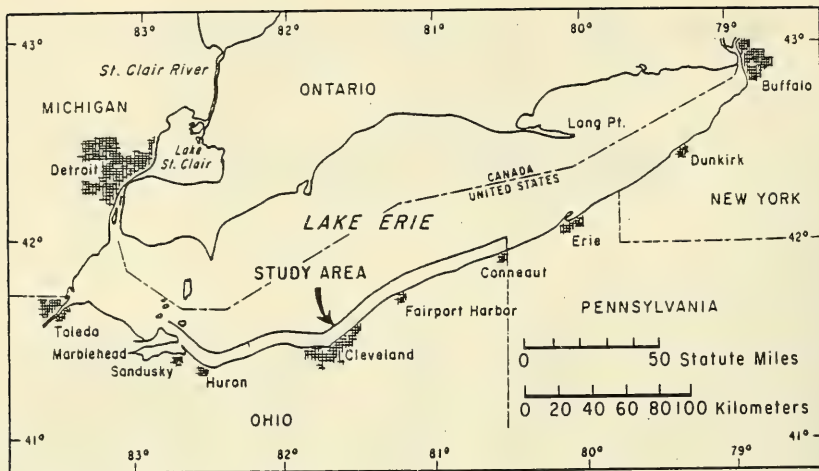 83° 82° 81° 80° 79°
43° 43°
St. Clair River
MICHIGAN
ONTARIO
Buffalo
Lake
St. Clair
Long Pt.
Detroit
Dunkirk
CANADA
UNITED STATES
NEW YORK
LAKE ERIE
42° 42°
Erie
STUDY AREA
Conneaut
Fairport Harbor
PENNSYLVANIA
Toledo
Cleveland
0 50 Statute Miles
Marblehead
Sandusky
Huron
0 20 40 60 80 100 Kilometers
OHIO
41° 41°
83° 82° 81° 80° 79°